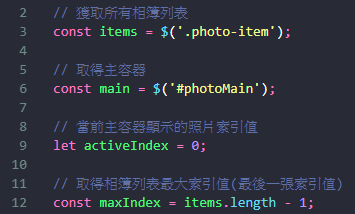 2 // 獲取所有相簿列表
3 const items = $('.photo-item');
4
5 // 取得主容器
6 const main = $('#photoMain');
7
8 // 當前主容器顯示的照片索引值
9 let activeIndex = 0;
10
11 // 取得相簿列表最大索引值(最後一張索引值)
12 const maxIndex = items.length - 1;